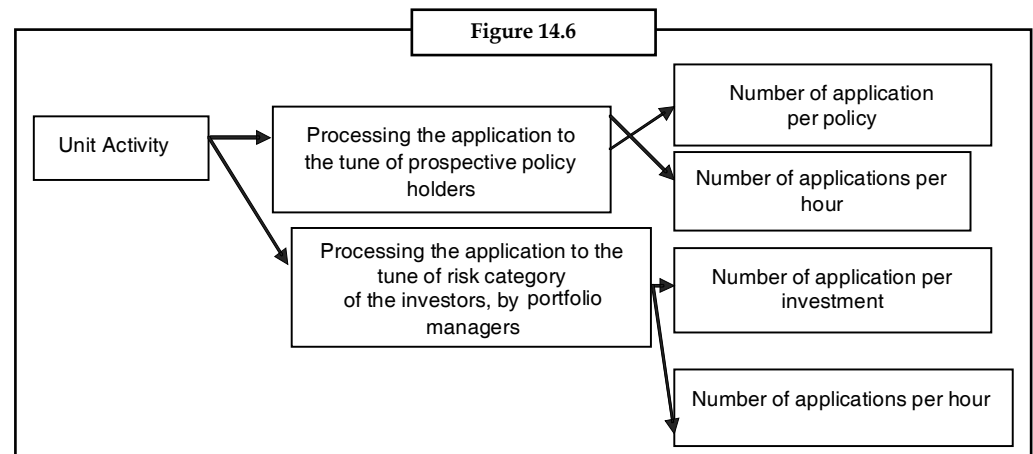 Figure 14.6
Unit Activity
Processing the application to
the tune of prospective policy
holders
Number of application
per policy
Number of applications per
hour
Processing the application to the
tune of risk category
of the investors, by portfolio
managers
Number of application per
investment
Number of applications per hour